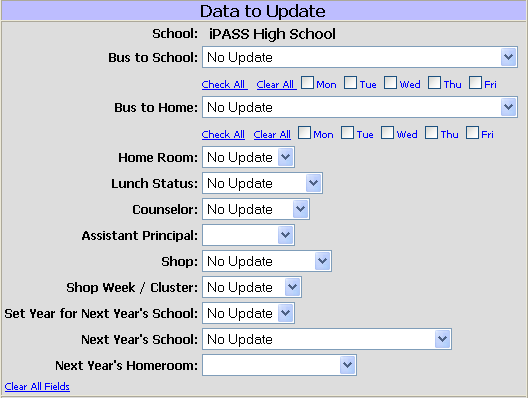 Data to Update
School: iPASS High School
Bus to School: No Update
Check All Clear All Mon Tue Wed Thu Fri
Bus to Home: No Update
Check All Clear All Mon Tue Wed Thu Fri
Home Room: No Update
Lunch Status: No Update
Counselor: No Update
Assistant Principal:
Shop: No Update
Shop Week / Cluster: No Update
Set Year for Next Year's School: No Update
Next Year's School: No Update
Next Year's Homeroom:
Clear All Fields